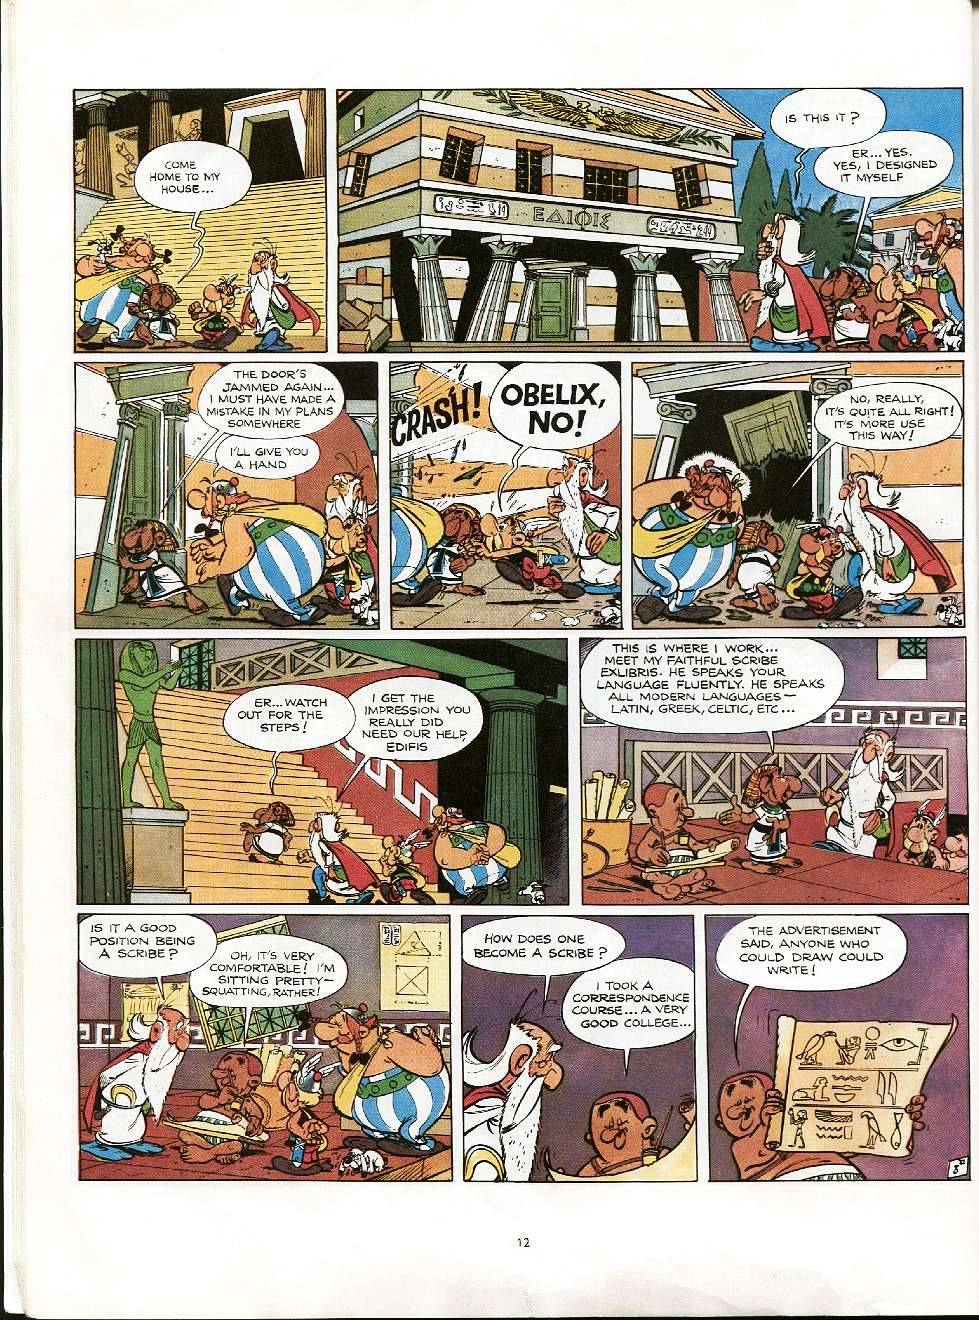 COME
HOME TO MY
HOUSE...
IS THIS IT?
ER... YES.
YES, I DESIGNED
IT MYSELF
ΕΔΙΦΙΣ
THE DOOR'S
JAMMED AGAIN...
I MUST HAVE MADE A
MISTAKE IN MY PLANS
SOMEWHERE
I'LL GIVE YOU
A HAND
CRASH!
OBELIX,
NO!
NO, REALLY,
IT'S QUITE ALL RIGHT!
IT'S MORE USE
THIS WAY!
ER... WATCH
OUT FOR THE
STEPS!
I GET THE
IMPRESSION YOU
REALLY DID
NEED OUR HELP,
EDIFIS
THIS IS WHERE I WORK...
MEET MY FAITHFUL SCRIBE
EXLIBRIS. HE SPEAKS YOUR
LANGUAGE FLUENTLY. HE SPEAKS
ALL MODERN LANGUAGES —
LATIN, GREEK, CELTIC, ETC...
IS IT A GOOD
POSITION BEING
A SCRIBE?
OH, IT'S VERY
COMFORTABLE! I'M
SITTING PRETTY —
SQUATTING, RATHER!
HOW DOES ONE
BECOME A SCRIBE?
I TOOK A
CORRESPONDENCE
COURSE... A VERY
GOOD COLLEGE...
THE ADVERTISEMENT
SAID, ANYONE WHO
COULD DRAW COULD
WRITE!
12